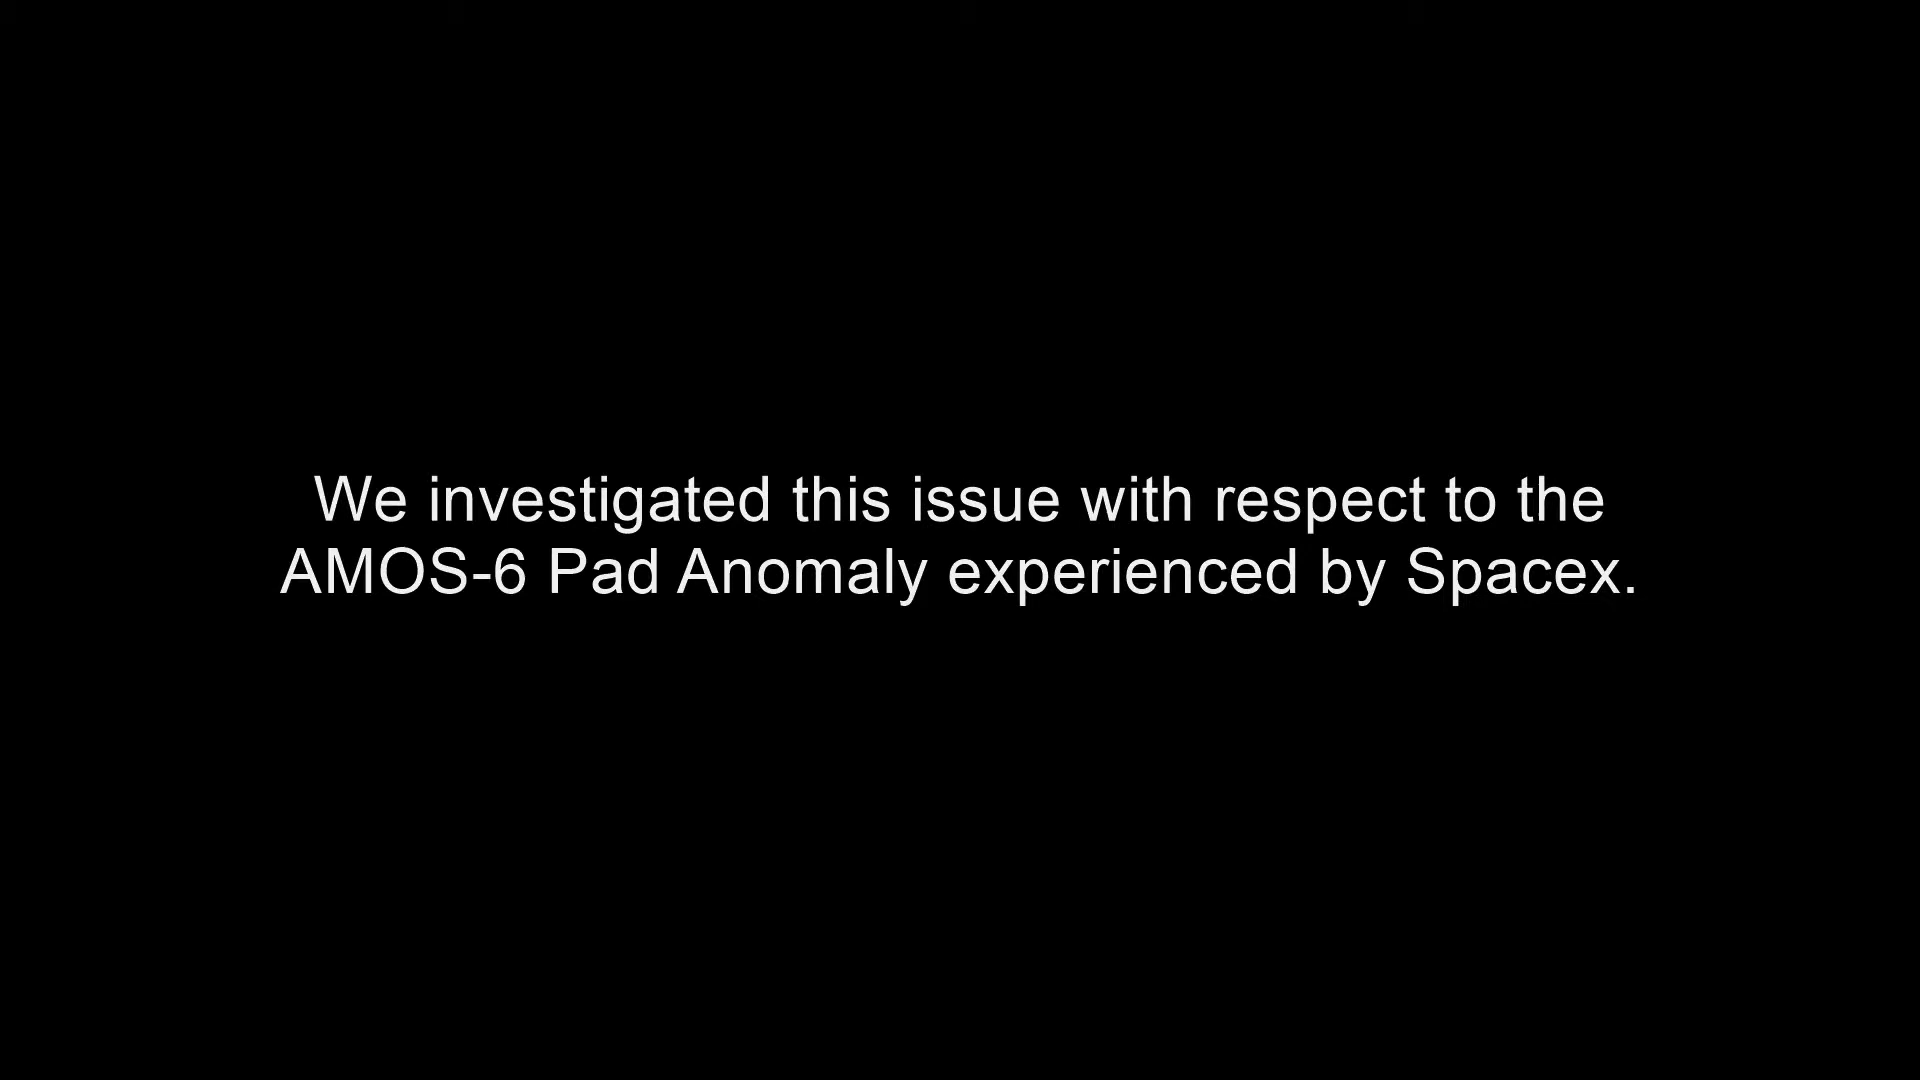 We investigated this issue with respect to the
AMOS-6 Pad Anomaly experienced by Spacex.